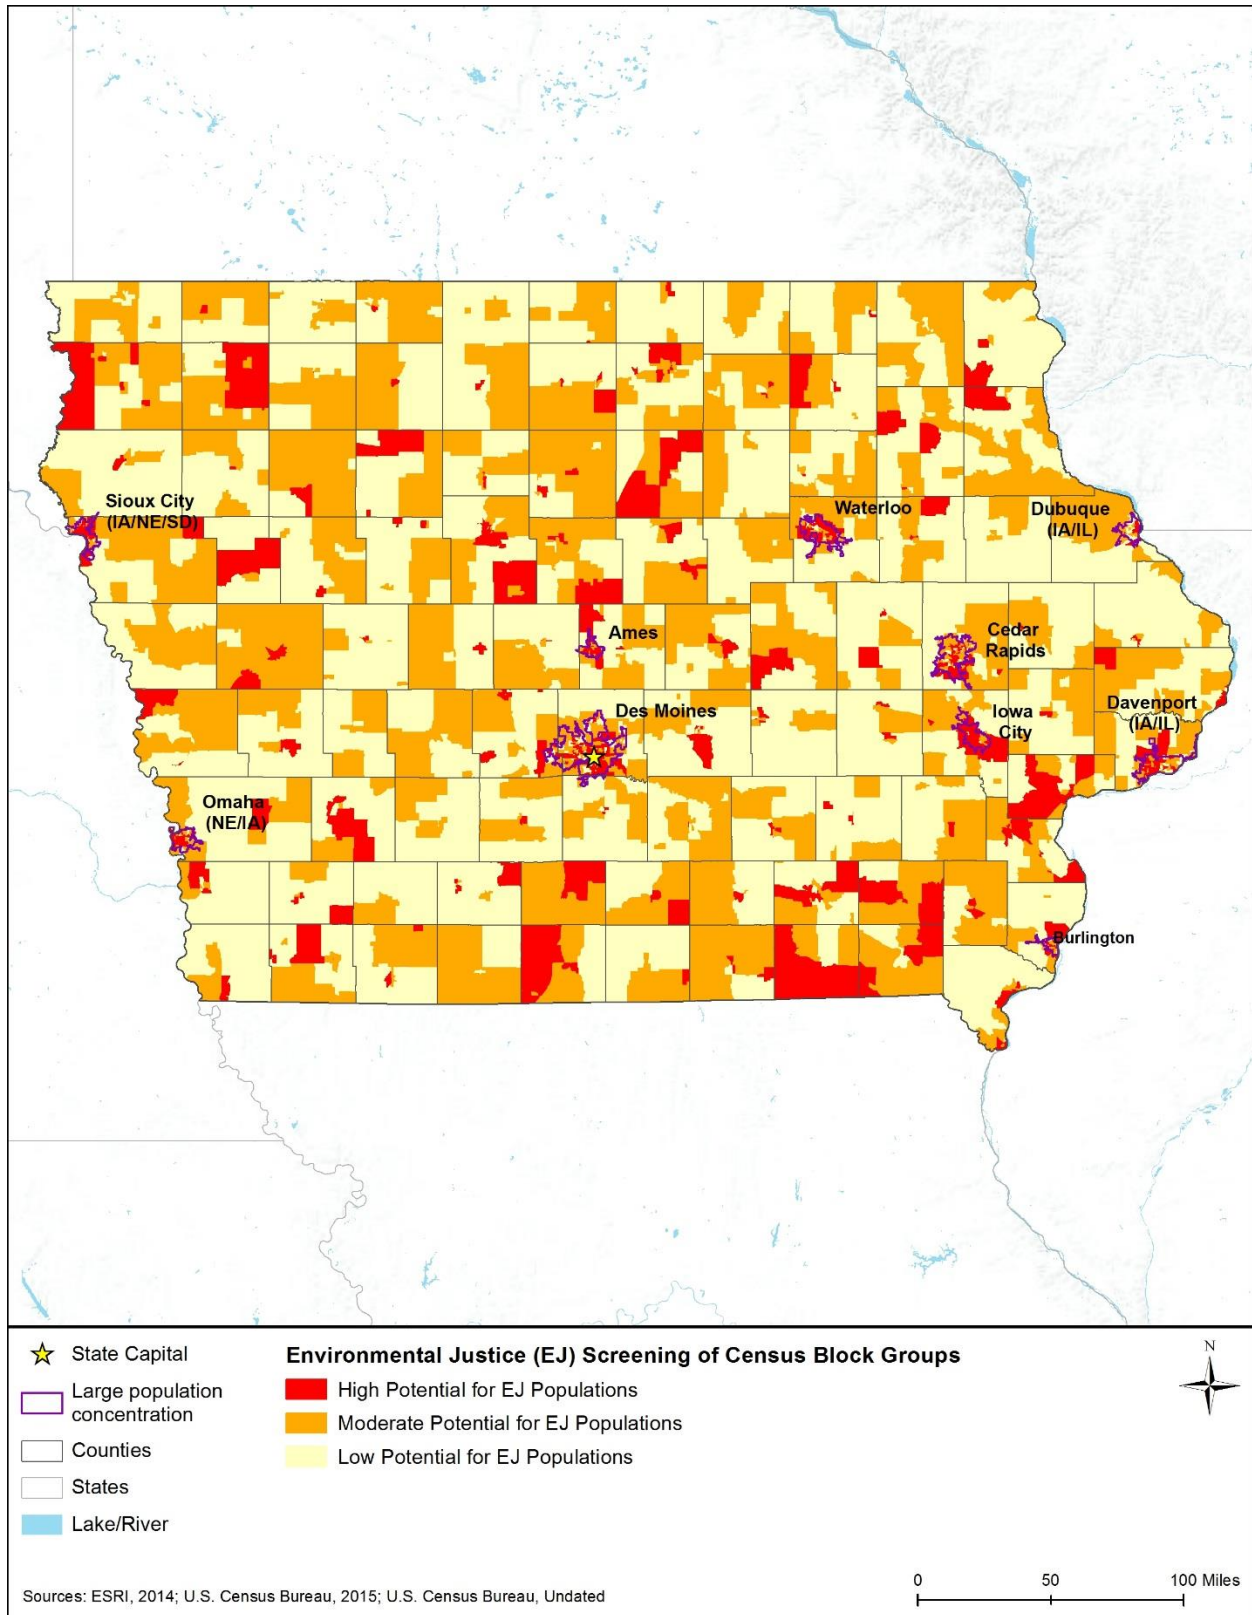 Sioux City
(IA/NE/SD)
Waterloo
Dubuque
(IA/IL)
Ames
Cedar
Rapids
Des Moines
Iowa
City
Davenport
(IA/IL)
Omaha
(NE/IA)
Burlington
State Capital
Large population
concentration
Counties
States
Lake/River
Environmental Justice (EJ) Screening of Census Block Groups
High Potential for EJ Populations
Moderate Potential for EJ Populations
Low Potential for EJ Populations
N
0 50 100 Miles
Sources: ESRI, 2014; U.S. Census Bureau, 2015; U.S. Census Bureau, Undated